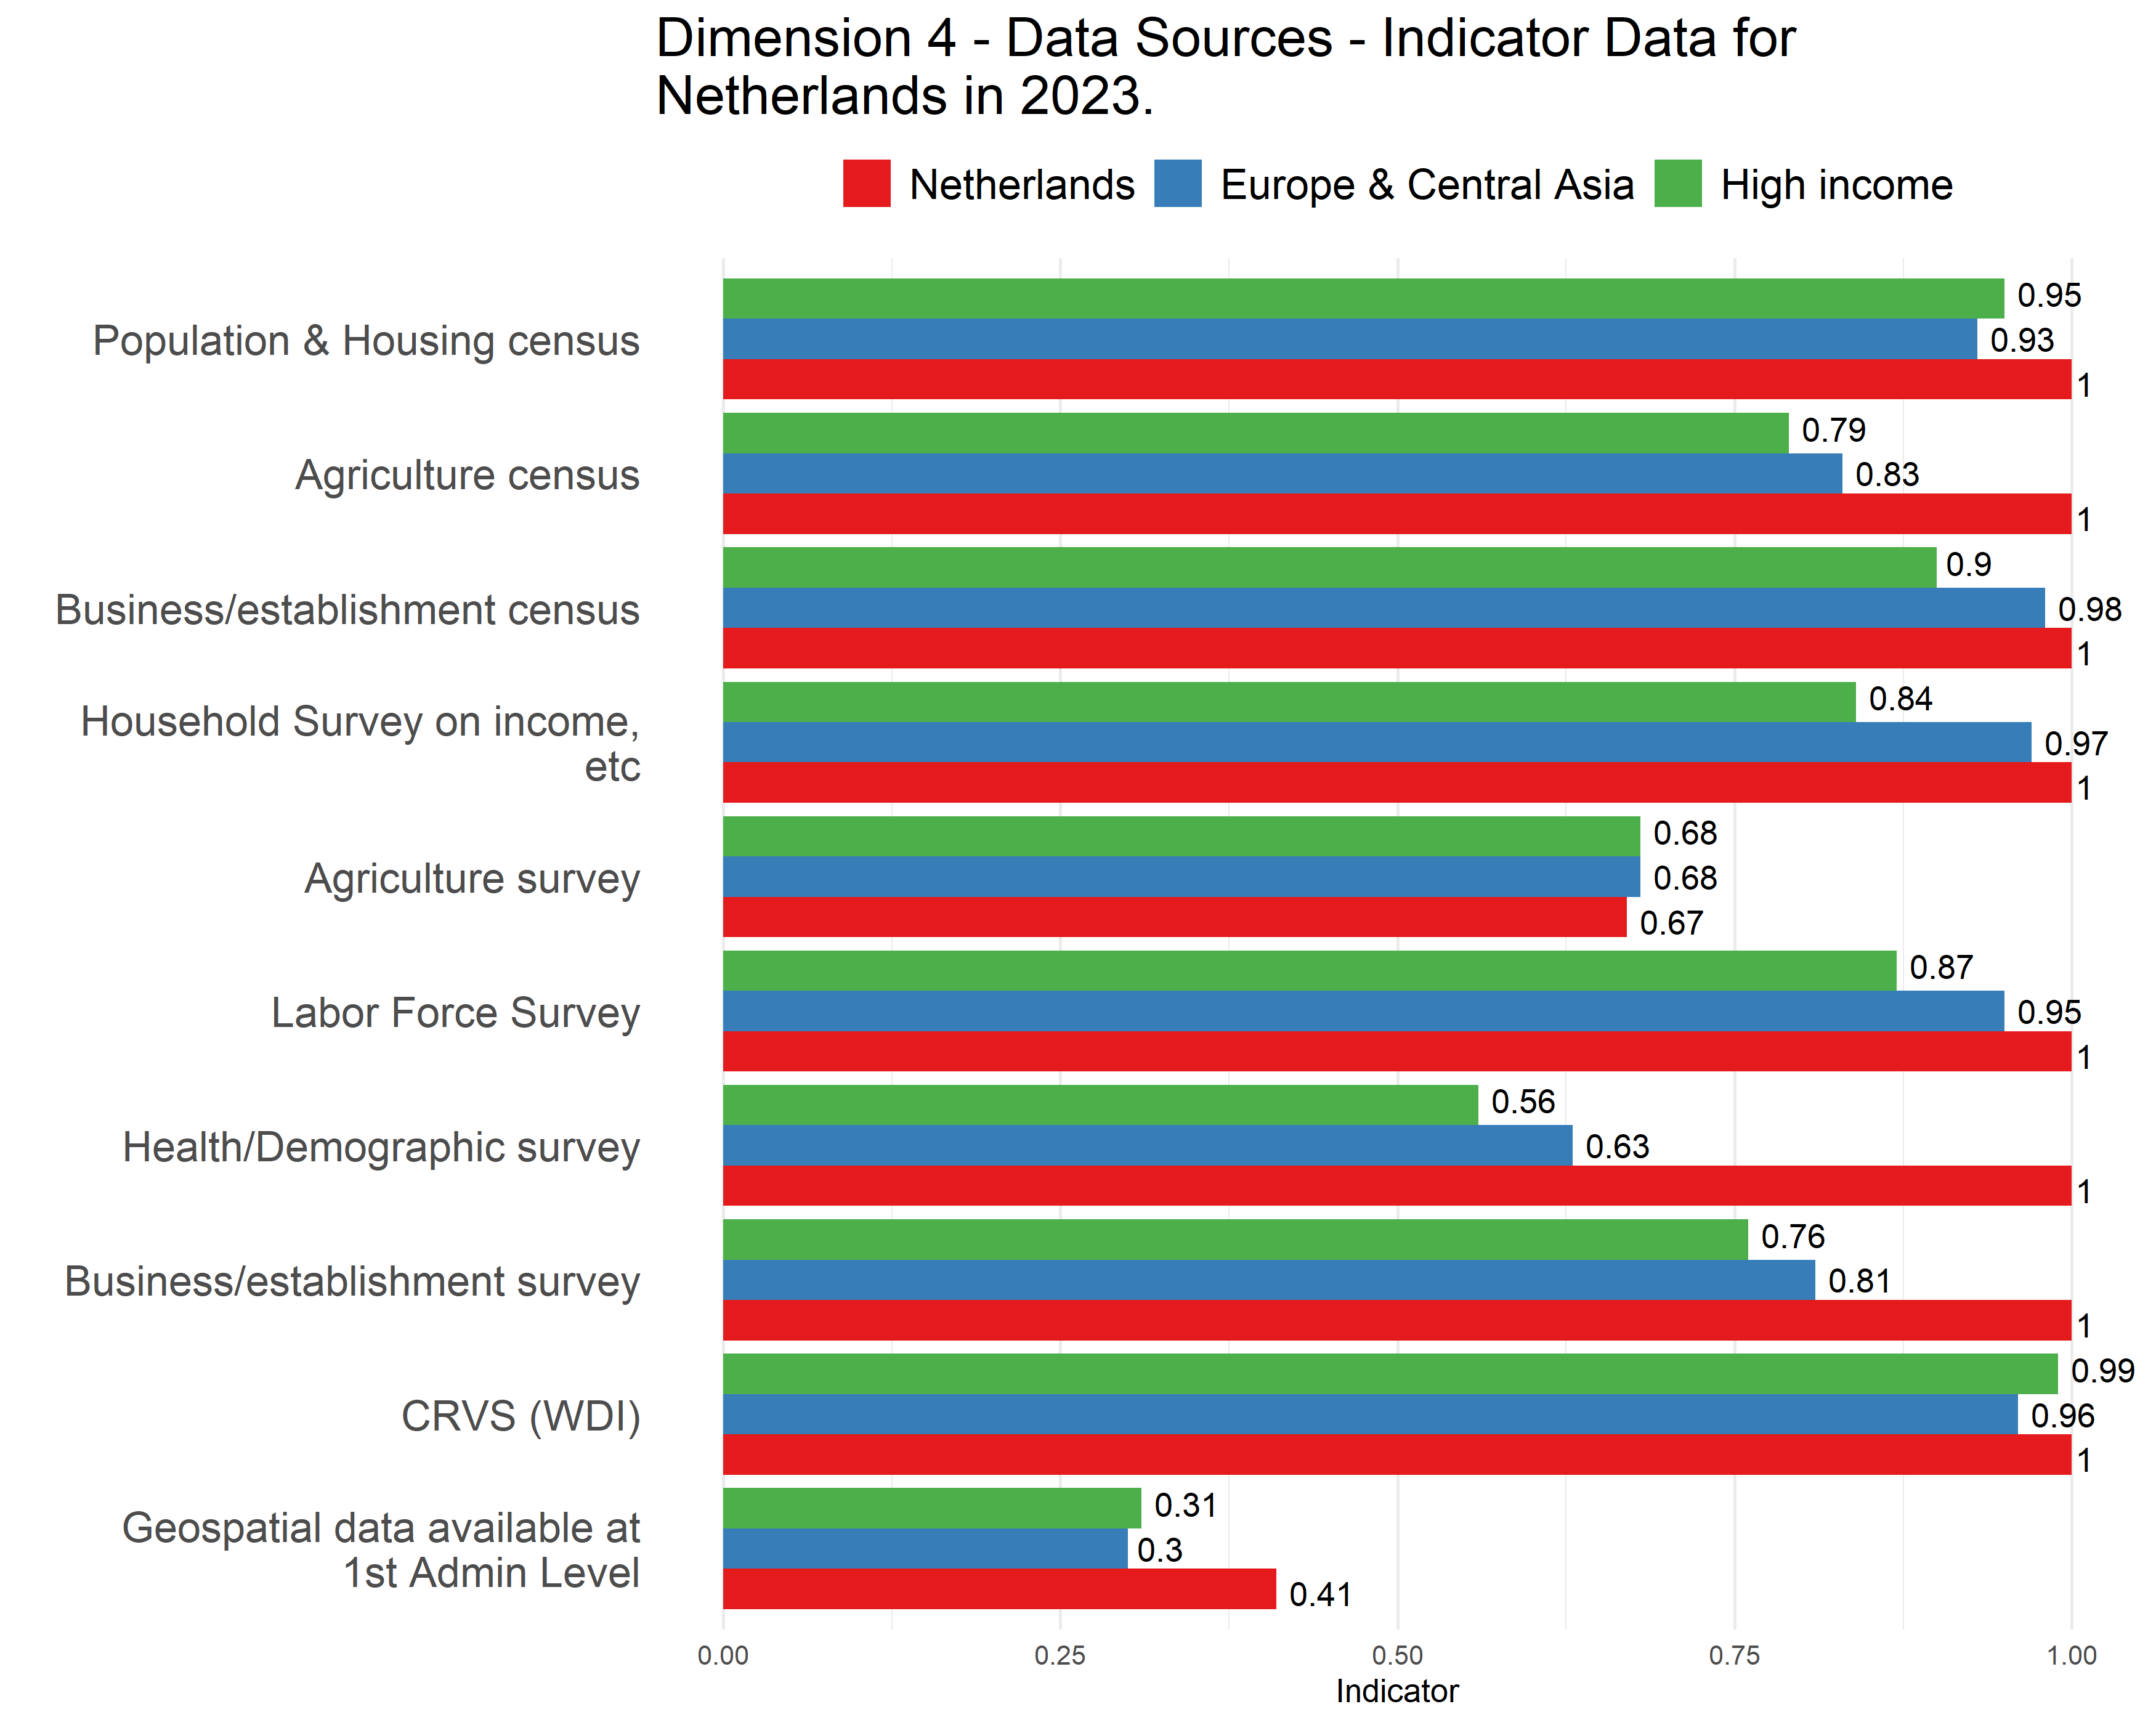 Dimension 4 - Data Sources - Indicator Data for
Netherlands in 2023.
Netherlands Europe & Central Asia High income
Population & Housing census
0.95
0.93
1
Agriculture census
0.79
0.83
1
Business/establishment census
0.9
0.98
1
Household Survey on income,
etc
0.84
0.97
1
Agriculture survey
0.68
0.68
0.67
Labor Force Survey
0.87
0.95
1
Health/Demographic survey
0.56
0.63
1
Business/establishment survey
0.76
0.81
1
CRVS (WDI)
0.99
0.96
1
Geospatial data available at
1st Admin Level
0.31
0.3
0.41
0.00 0.25 0.50 0.75 1.00
Indicator